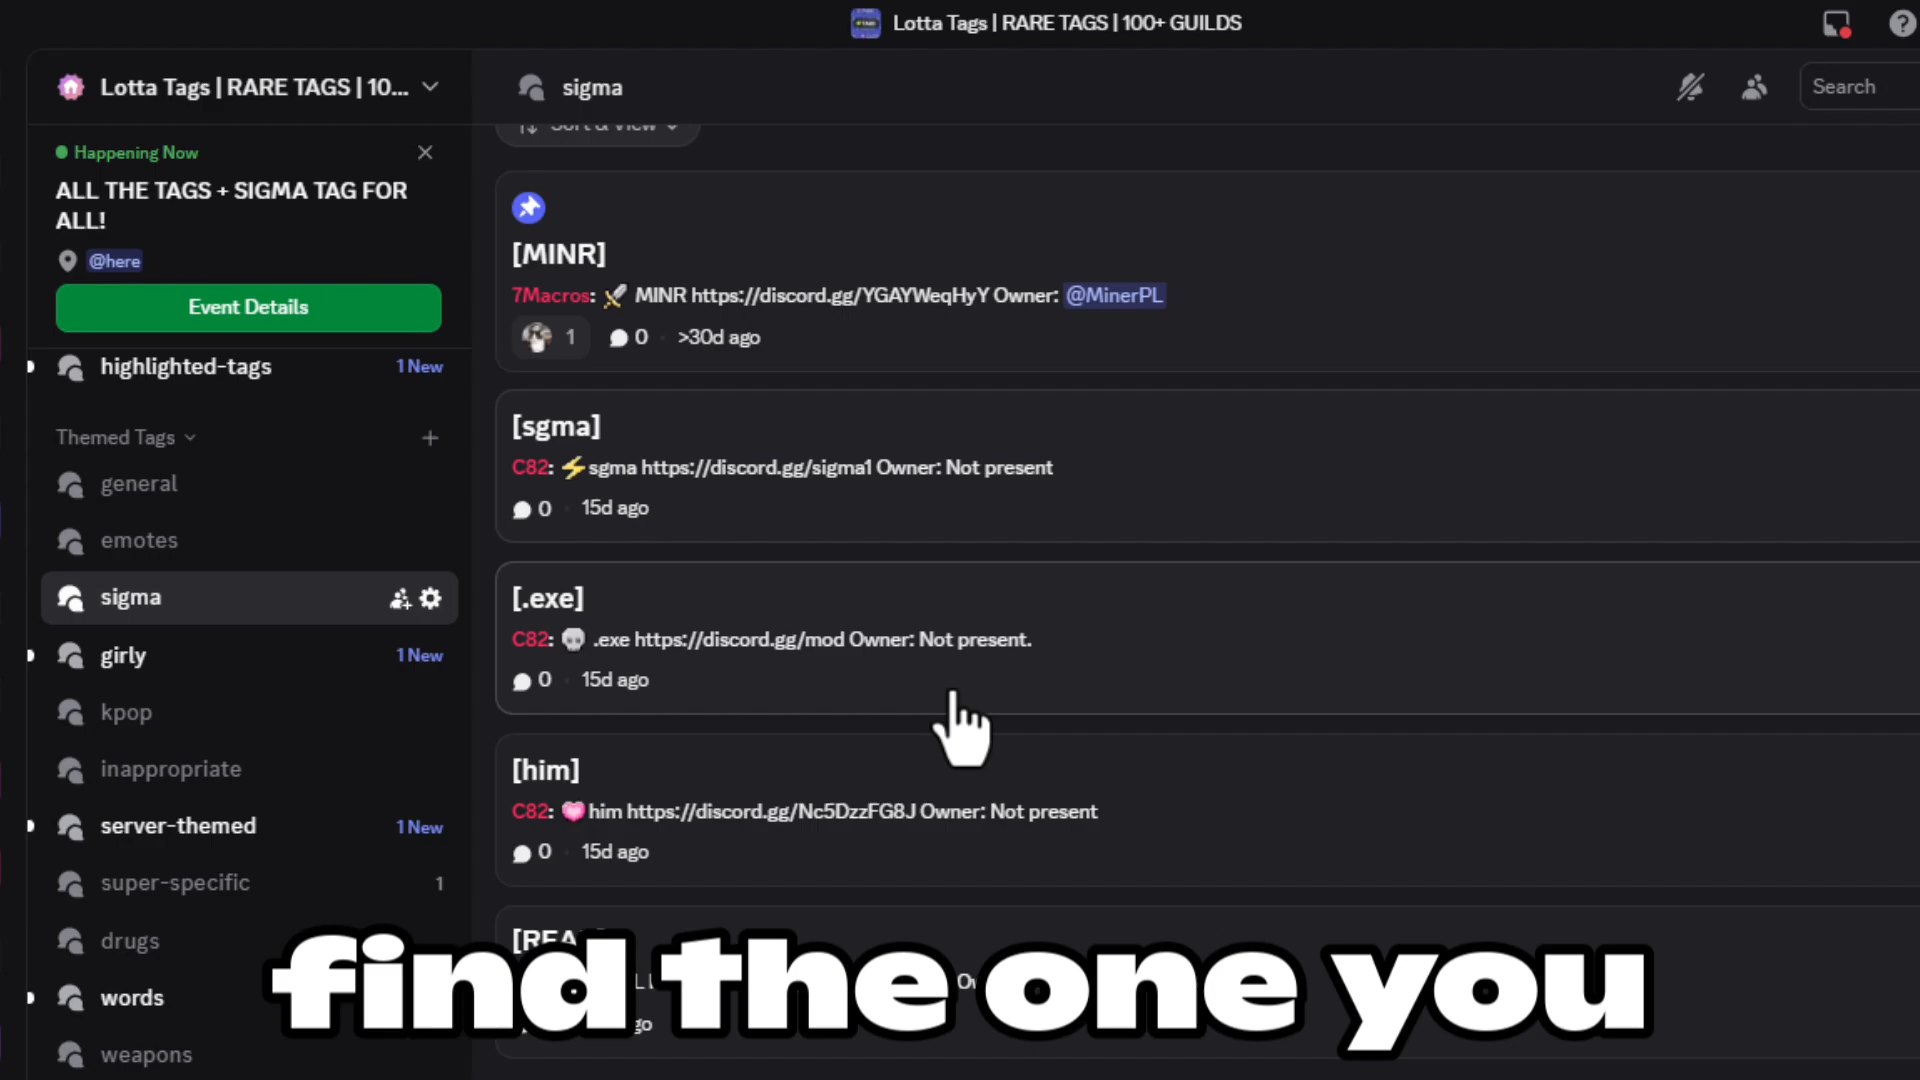 Lotta Tags | RARE TAGS | 100+ GUILDS
Lotta Tags | RARE TAGS | 10...
sigma
Search
Sort & View
Happening Now
ALL THE TAGS + SIGMA TAG FOR
ALL!
@here
Event Details
highlighted-tags 1 New
Themed Tags
general
emotes
sigma
girly 1 New
kpop
inappropriate
server-themed 1 New
super-specific 1
drugs
words
weapons
[MINR]
7Macros: MINR https://discord.gg/YGAYWeqHyY Owner: @MinerPL
1 0 · >30d ago
[sgma]
C82: ⚡sgma https://discord.gg/sigma1 Owner: Not present
0 · 15d ago
[.exe]
C82: 💀 .exe https://discord.gg/mod Owner: Not present.
0 · 15d ago
[him]
C82: 💗him https://discord.gg/Nc5DzzFG8J Owner: Not present
0 · 15d ago
find the one you